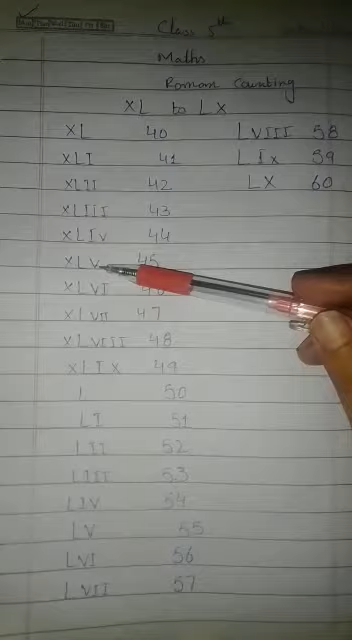 Class 5th
Maths
Roman Counting
XL to LX
XL 40
XLI 41
XLII 42
XLIII 43
XLIV 44
XLV 45
XLVI
XLVII 47
XLVIII 48
XLIX 49
L 50
LI 51
LII 52
LIII 53
LIV 54
LV 55
LVI 56
LVII 57
LVIII 58
LIX 59
LX 60